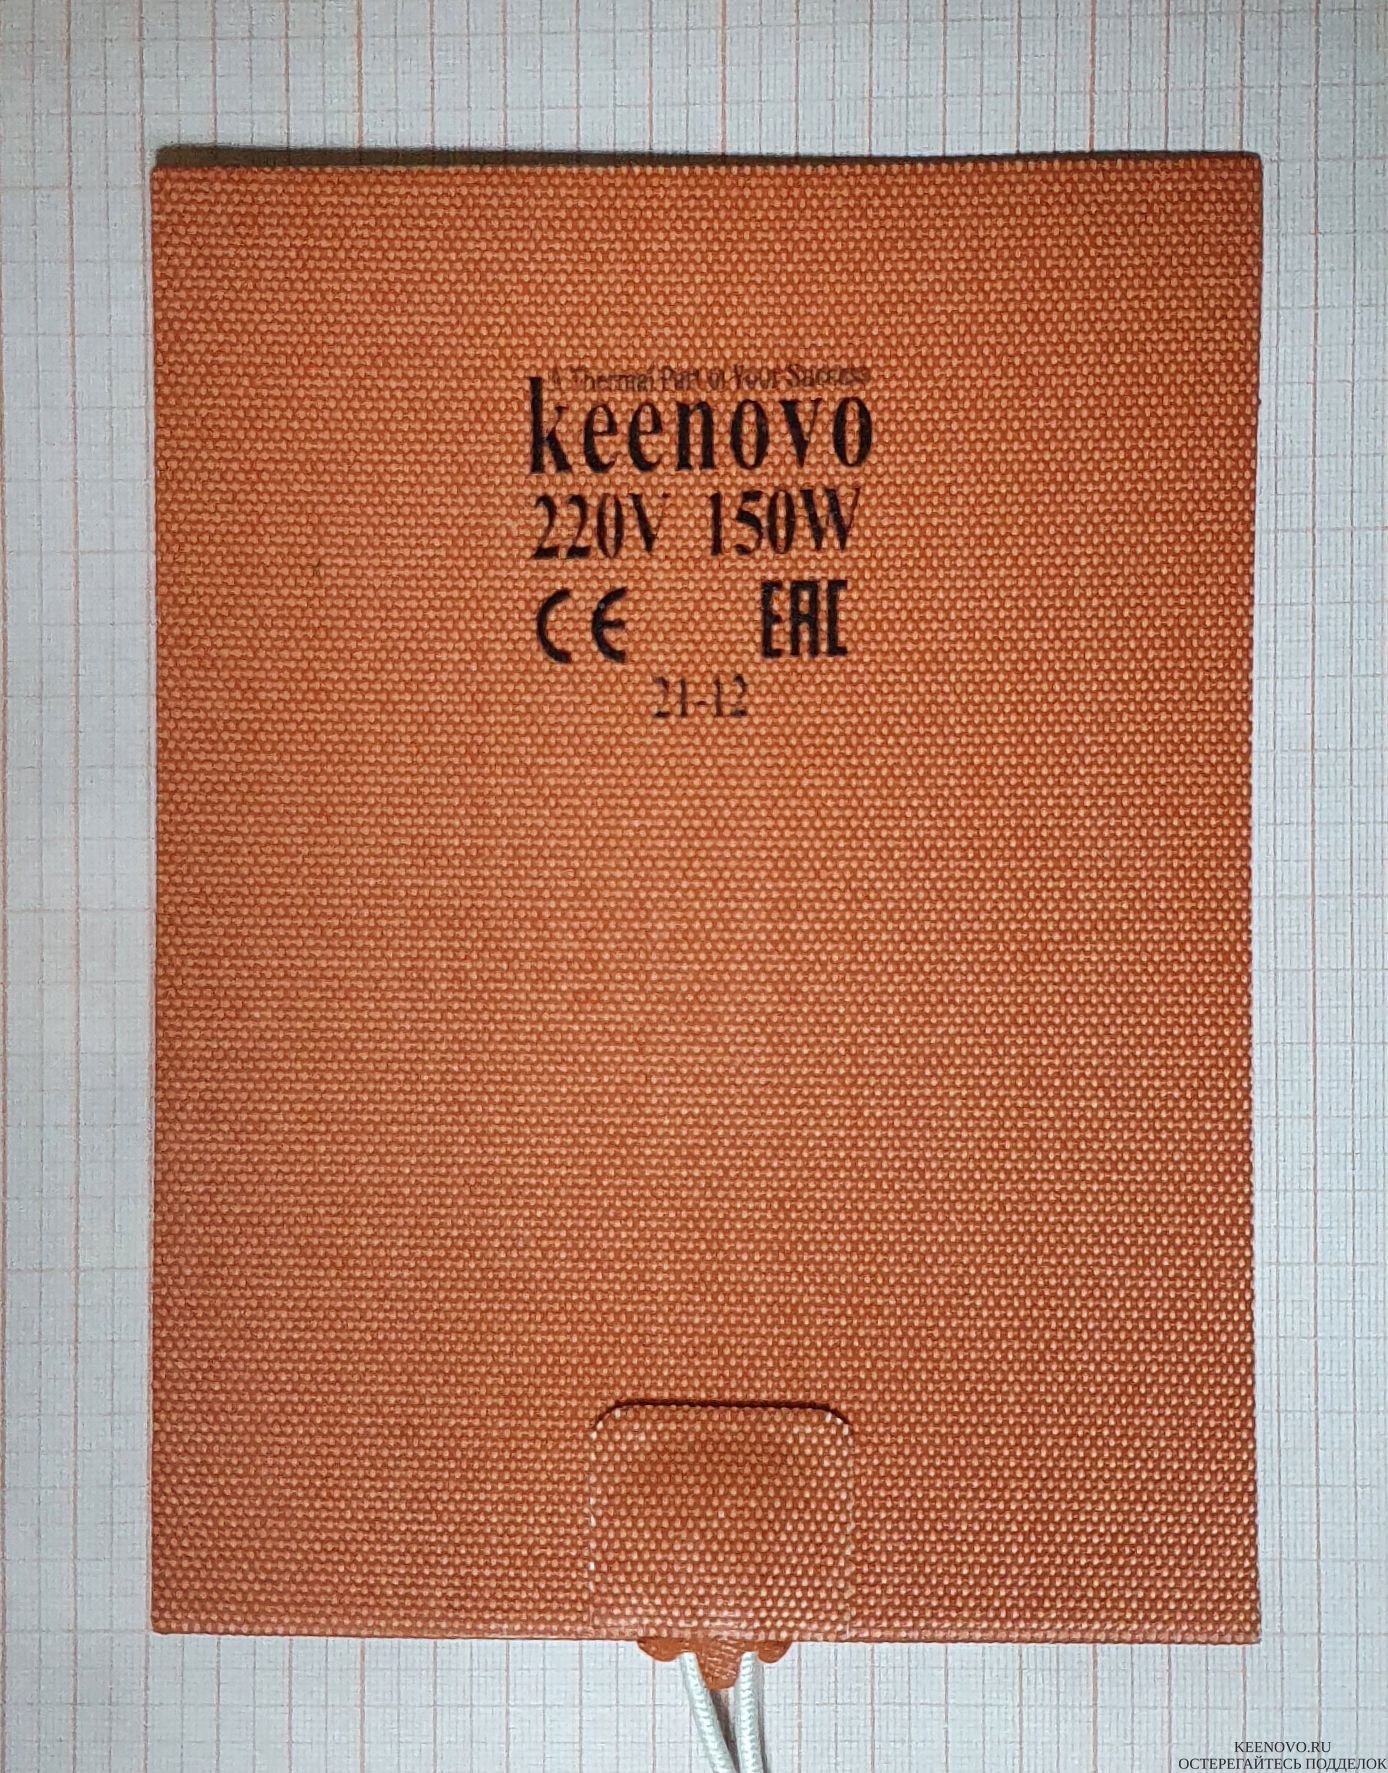 A Thermal Part of Your Success
keenovo
220V 150W
CE EAC
21-12
KEENOVO.RU
ОСТЕРЕГАЙТЕСЬ ПОДДЕЛОК